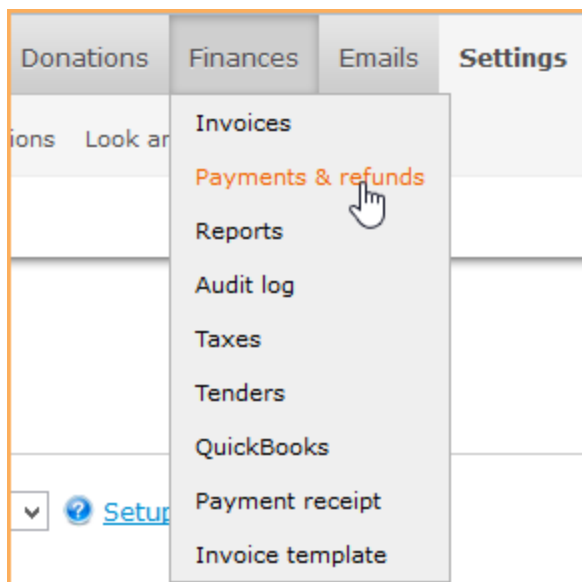 Donations Finances Emails Settings
ions Look ar
Invoices
Payments & refunds
Reports
Audit log
Taxes
Tenders
QuickBooks
Payment receipt
Setup
Invoice template